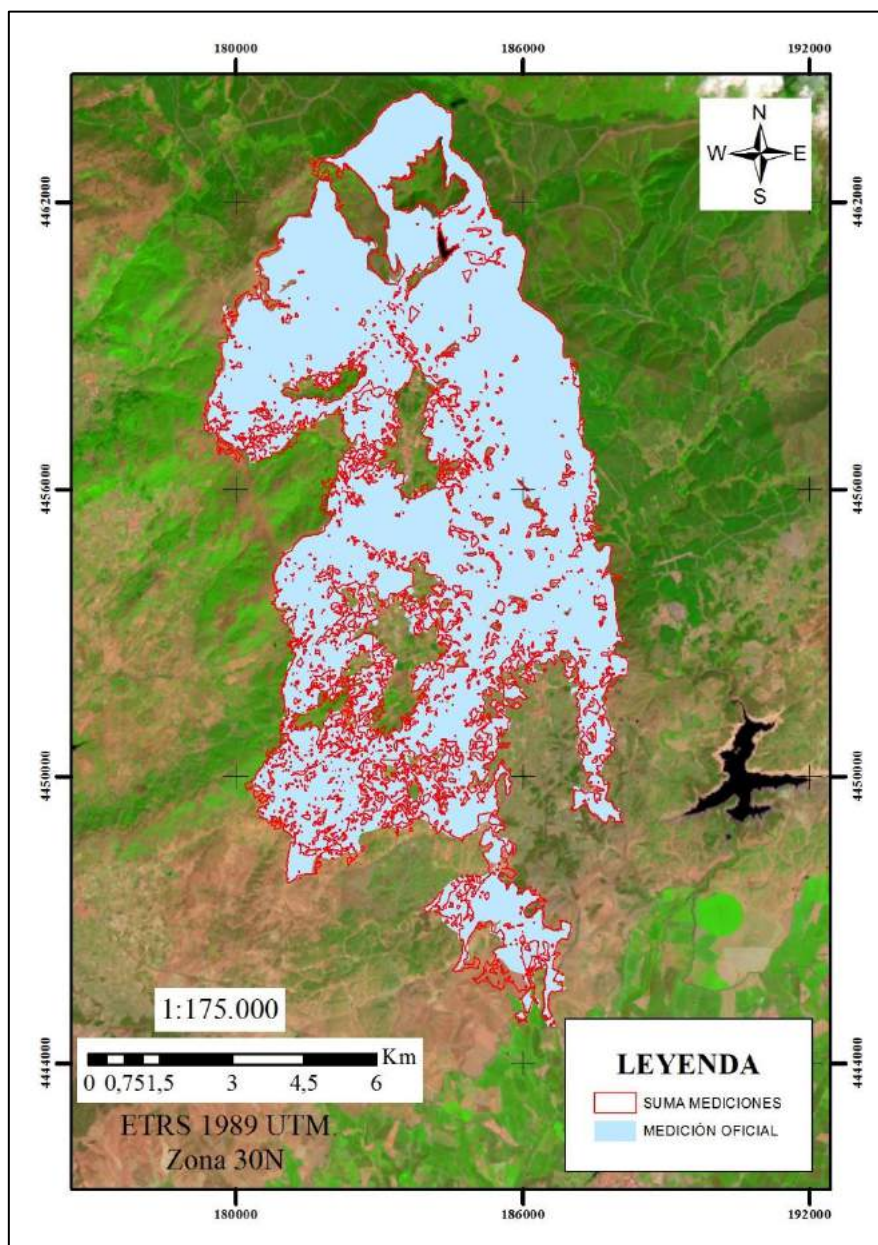 180000 186000 192000
N
W E
S
4462000 4462000
4456000 4456000
4450000 4450000
4444000 4444000
1:175.000
Km
0 0,75 1,5 3 4,5 6
ETRS 1989 UTM.
Zona 30N
LEYENDA
SUMA MEDICIONES
MEDICIÓN OFICIAL
180000 186000 192000